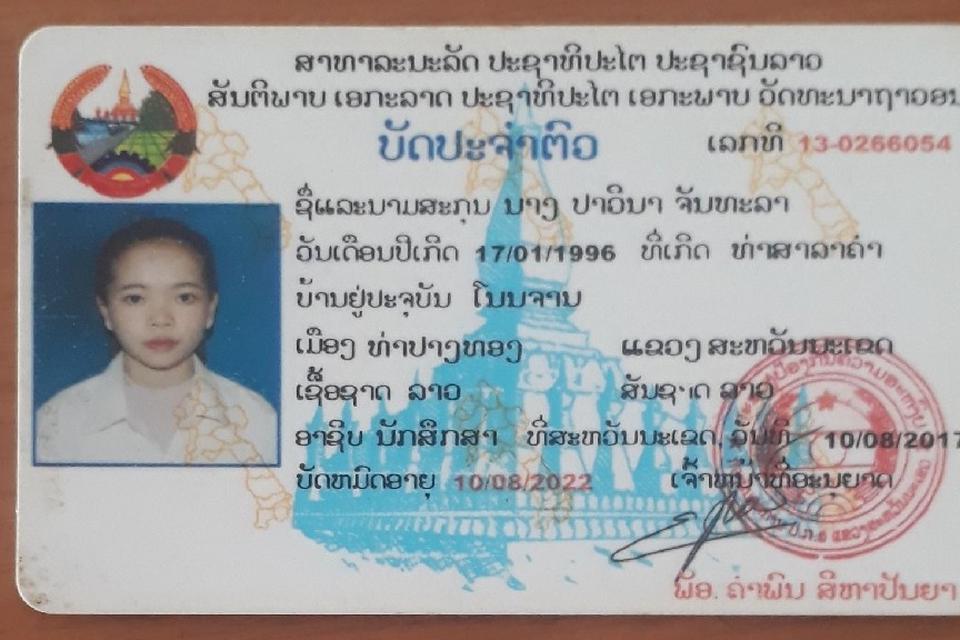 ສາທາລະນະລັດ ປະຊາທິປະໄຕ ປະຊາຊົນລາວ
ສັນຕິພາບ ເອກະລາດ ປະຊາທິປະໄຕ ເອກະພາບ ວັດທະນາຖາວອນ
ບັດປະຈຳຕົວ ເລກທີ 13-0266054
ຊື່ແລະນາມສະກຸນ ນາງ ປາວີນາ ຈັນທະລາ
ວັນເດືອນປີເກີດ 17/01/1996 ທີ່ເກີດ ທ່າສາລາຄຳ
ບ້ານຢູ່ປະຈຸບັນ ໂນນຈານ
ເມືອງ ທ່າປາງທອງ ແຂວງ ສະຫວັນນະເຂດ
ເຊື້ອຊາດ ລາວ ສັນຊາດ ລາວ
ອາຊີບ ນັກສຶກສາ ທີ່ສະຫວັນນະເຂດ, ວັນທີ 10/08/2017
ບັດຫມົດອາຍຸ 10/08/2022 ເຈົ້າຫນ້າທີ່ອະນຸຍາດ
ພັອ. ຄຳພັນ ສີຫາປັນຍາ